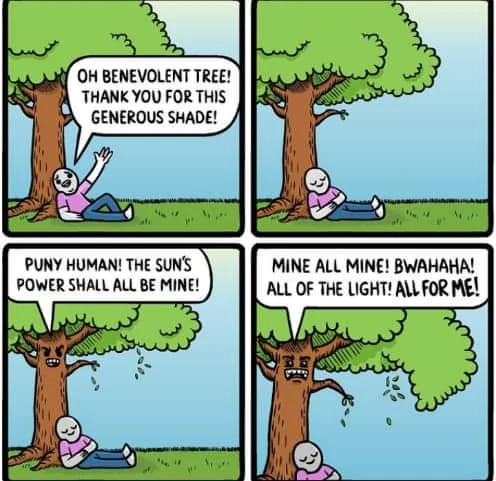 OH BENEVOLENT TREE!
THANK YOU FOR THIS
GENEROUS SHADE!
PUNY HUMAN! THE SUN'S
POWER SHALL ALL BE MINE!
MINE ALL MINE! BWAHAHA!
ALL OF THE LIGHT! ALL FOR ME!